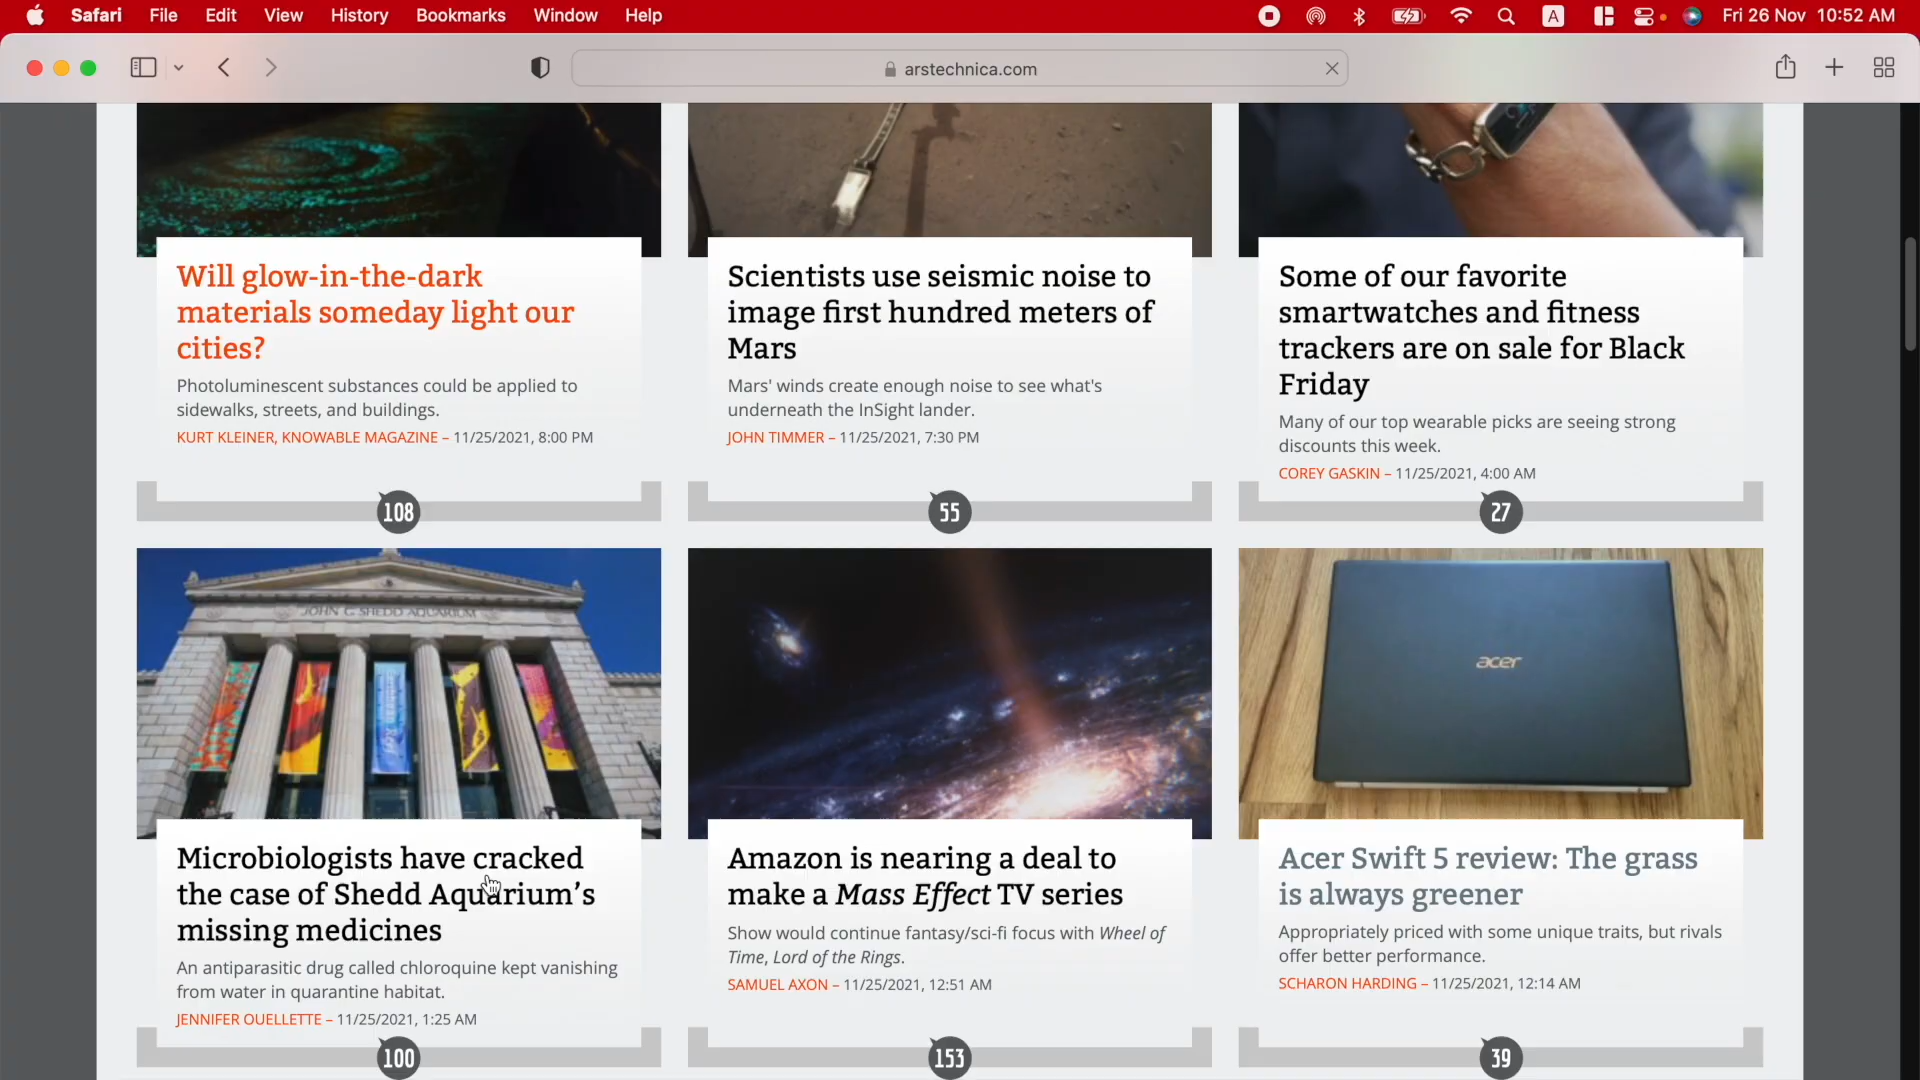 Safari File Edit View History Bookmarks Window Help A Fri 26 Nov 10:52 AM
arstechnica.com
Will glow-in-the-dark
materials someday light our
cities?
Photoluminescent substances could be applied to
sidewalks, streets, and buildings.
KURT KLEINER, KNOWABLE MAGAZINE – 11/25/2021, 8:00 PM
108
Scientists use seismic noise to
image first hundred meters of
Mars
Mars' winds create enough noise to see what's
underneath the InSight lander.
JOHN TIMMER – 11/25/2021, 7:30 PM
55
Some of our favorite
smartwatches and fitness
trackers are on sale for Black
Friday
Many of our top wearable picks are seeing strong
discounts this week.
COREY GASKIN – 11/25/2021, 4:00 AM
27
JOHN G SHEDD AQUARIUM
Microbiologists have cracked
the case of Shedd Aquarium’s
missing medicines
An antiparasitic drug called chloroquine kept vanishing
from water in quarantine habitat.
JENNIFER OUELLETTE – 11/25/2021, 1:25 AM
100
Amazon is nearing a deal to
make a Mass Effect TV series
Show would continue fantasy/sci-fi focus with Wheel of
Time, Lord of the Rings.
SAMUEL AXON – 11/25/2021, 12:51 AM
153
acer
Acer Swift 5 review: The grass
is always greener
Appropriately priced with some unique traits, but rivals
offer better performance.
SCHARON HARDING – 11/25/2021, 12:14 AM
39